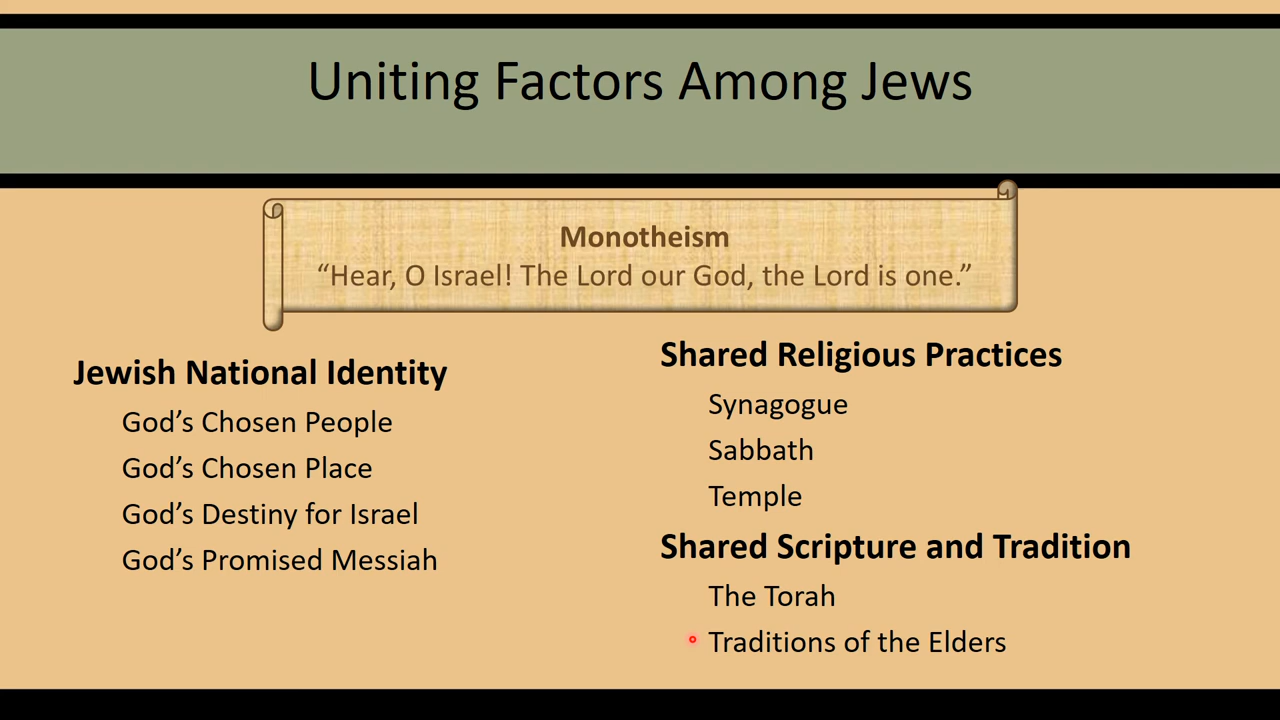 Uniting Factors Among Jews
Monotheism
“Hear, O Israel! The Lord our God, the Lord is one.”
Jewish National Identity
God’s Chosen People
God’s Chosen Place
God’s Destiny for Israel
God’s Promised Messiah
Shared Religious Practices
Synagogue
Sabbath
Temple
Shared Scripture and Tradition
The Torah
Traditions of the Elders